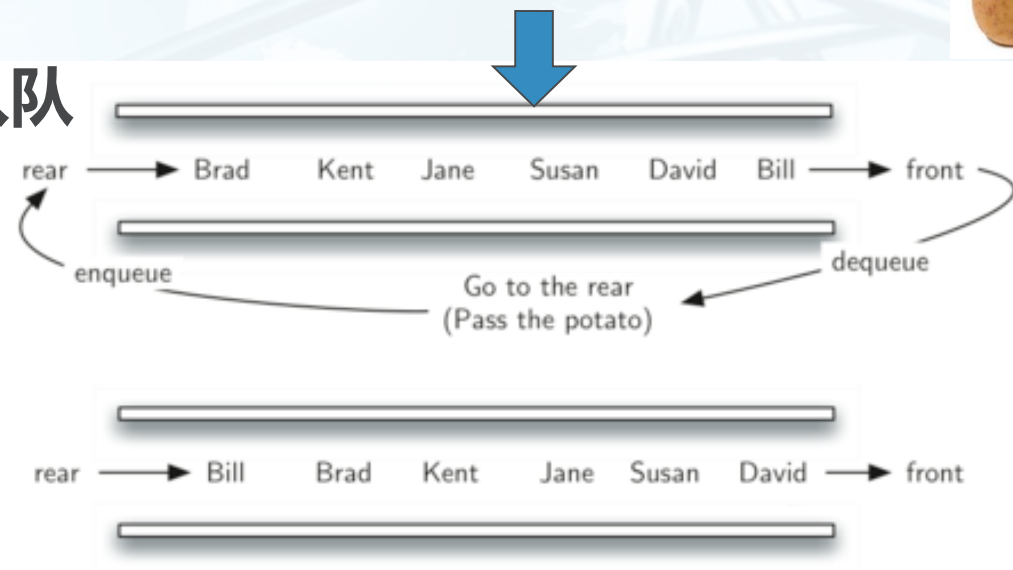 队
rear Brad Kent Jane Susan David Bill front
enqueue
dequeue
Go to the rear
(Pass the potato)
rear Bill Brad Kent Jane Susan David front